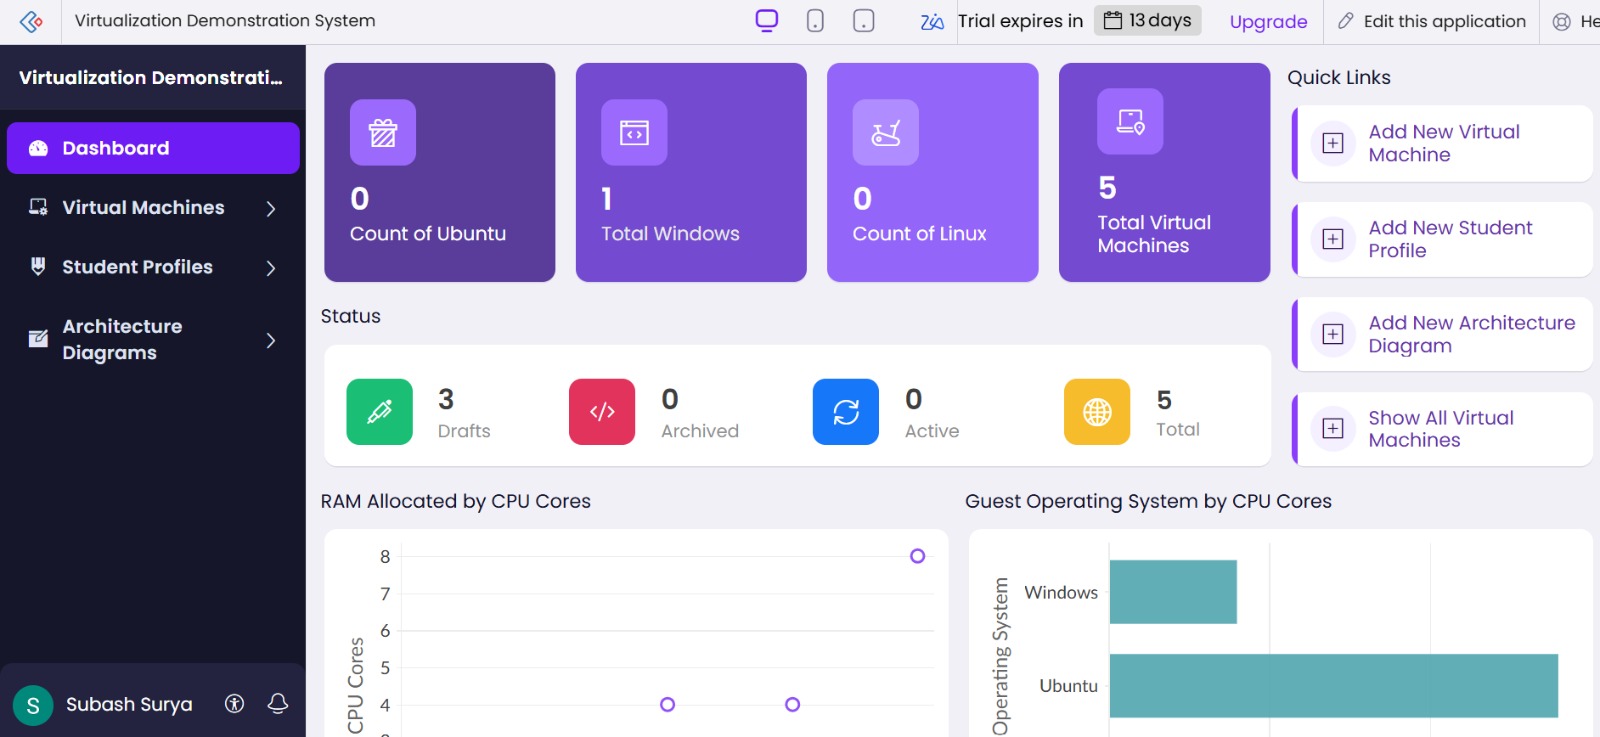 Virtualization Demonstration System
Trial expires in
13 days
Upgrade
Edit this application
He
Virtualization Demonstrati...
Dashboard
Virtual Machines
Student Profiles
Architecture
Diagrams
Subash Surya
S
0
Count of Ubuntu
1
Total Windows
0
Count of Linux
5
Total Virtual
Machines
Quick Links
Add New Virtual
Machine
Add New Student
Profile
Add New Architecture
Diagram
Show All Virtual
Machines
Status
3
Drafts
0
Archived
0
Active
5
Total
RAM Allocated by CPU Cores
8
7
6
5
4
CPU Cores
Guest Operating System by CPU Cores
Operating System
Windows
Ubuntu